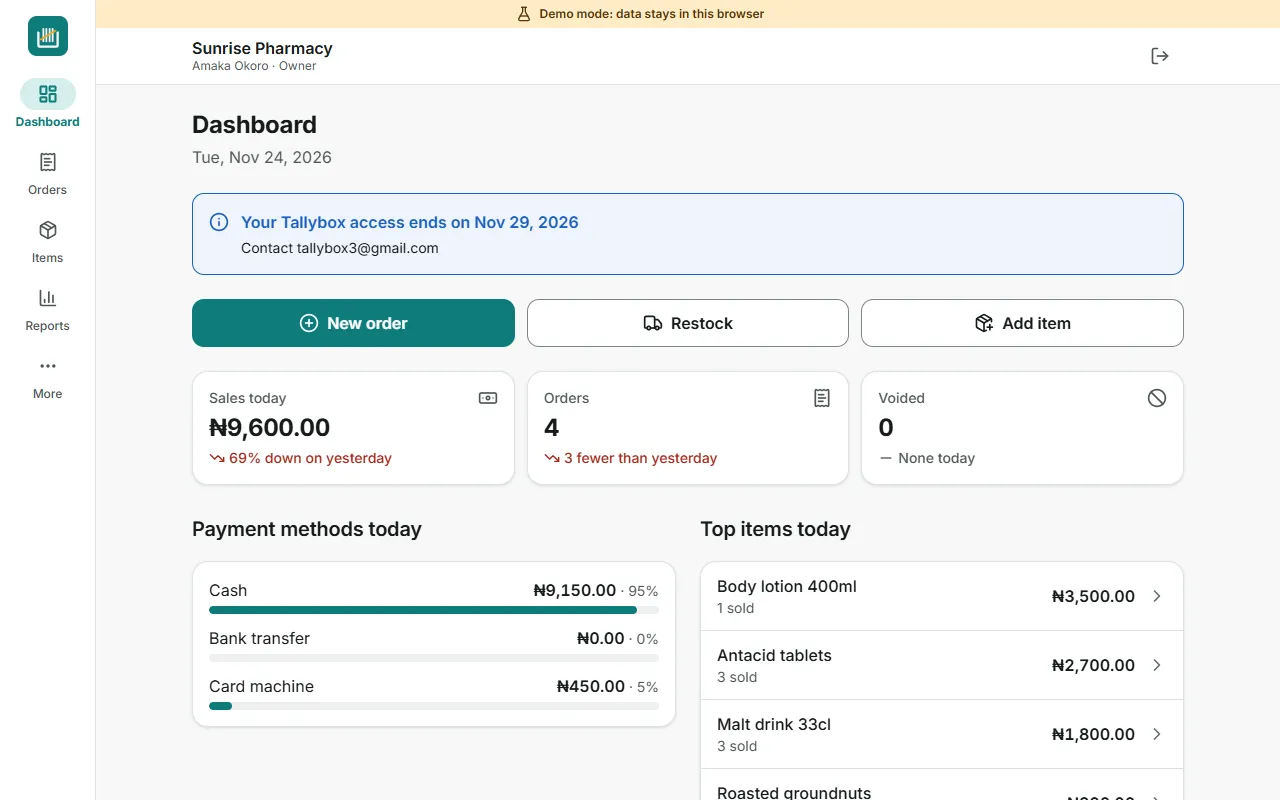 Demo mode: data stays in this browser
Sunrise Pharmacy
Amaka Okoro · Owner
Dashboard
Orders
Items
Reports
More
Dashboard
Tue, Nov 24, 2026
Your Tallybox access ends on Nov 29, 2026
Contact tallybox3@gmail.com
New order
Restock
Add item
Sales today
₦9,600.00
69% down on yesterday
Orders
4
3 fewer than yesterday
Voided
0
None today
Payment methods today
Cash
₦9,150.00 · 95%
Bank transfer
₦0.00 · 0%
Card machine
₦450.00 · 5%
Top items today
Body lotion 400ml
1 sold
₦3,500.00
Antacid tablets
3 sold
₦2,700.00
Malt drink 33cl
3 sold
₦1,800.00
Roasted groundnuts